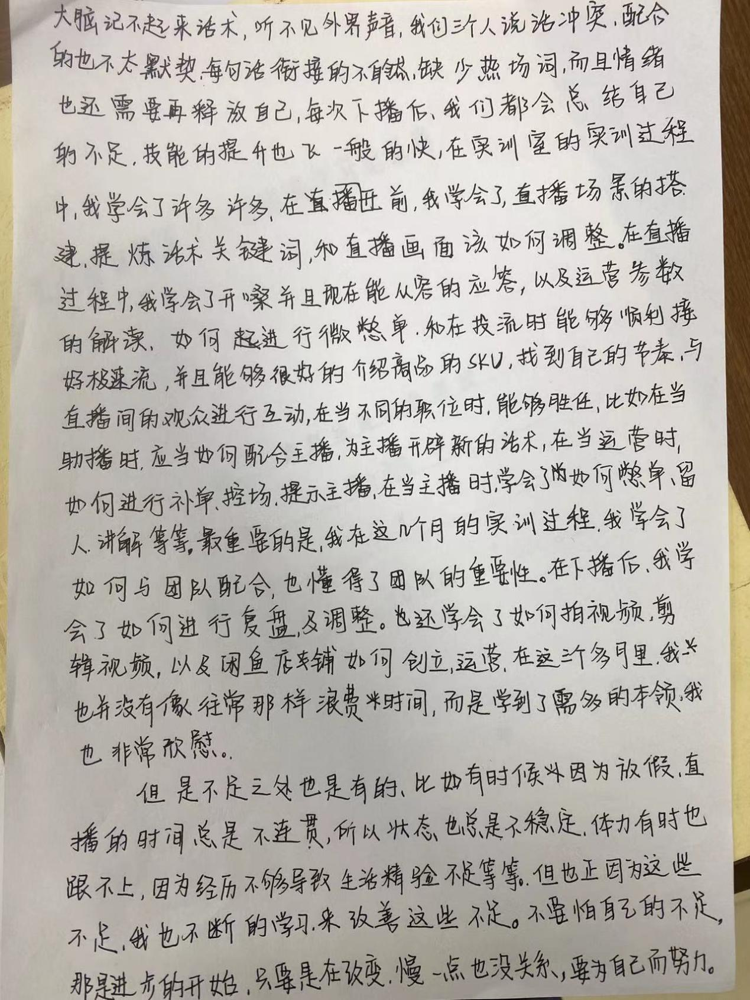 大脑记不起来话术,听不见外界声音,我们三个人说话冲突、配合
的也不太默契、每句话衔接的不自然、缺少热场词,而且情绪
也还需要再释放自己,每次下播后、我们都会总结自己
的不足,技能的提升也飞一般的快,在实训室的实训过程
中,我学会了许多许多,在直播开前,我学会了,直播场景的搭
建,提炼话术关键词,和直播画面该如何调整。在直播
过程中,我学会了开嗓并且现在能从容的应答,以及运营参数
的解读、如何起进行微憋单.和在投流时能够顺利接
好极速流,并且能够很好的介绍商品的SKU,找到自己的节奏、与
直播间的观众进行互动,在当不同的职位时,能够胜任,比如在当
助播时,应当如何配合主播,为主播开辟新的话术,在当运营时,
如何进行补单、控场、提示主播,在当主播时,学会了如何憋单、留
人.讲解等等。最重要的是,我在这几个月的实训过程,我学会了
如何与团队配合,也懂得了团队的重要性。在下播后、我学
会了如何进行复盘,及调整。也还学会了如何拍视频,剪
辑视频,以及闲鱼店铺如何创立,运营,在这三个多月里,我
也并没有像往常那样浪费时间,而是学到了需多的本领,我
也非常欣慰。
但是不足之处也是有的、比如有时候因为放假,直
播的时间总是不连贯,所以状态也总是不稳定,体力有时也
跟不上,因为经历不够导致生活精验不足等等。但也正因为这些
不足,我也不断的学习.来改善这些不足。不要怕自己的不足,
那是进步的开始,只要是在改变,慢一点也没关系,要为自己而努力。